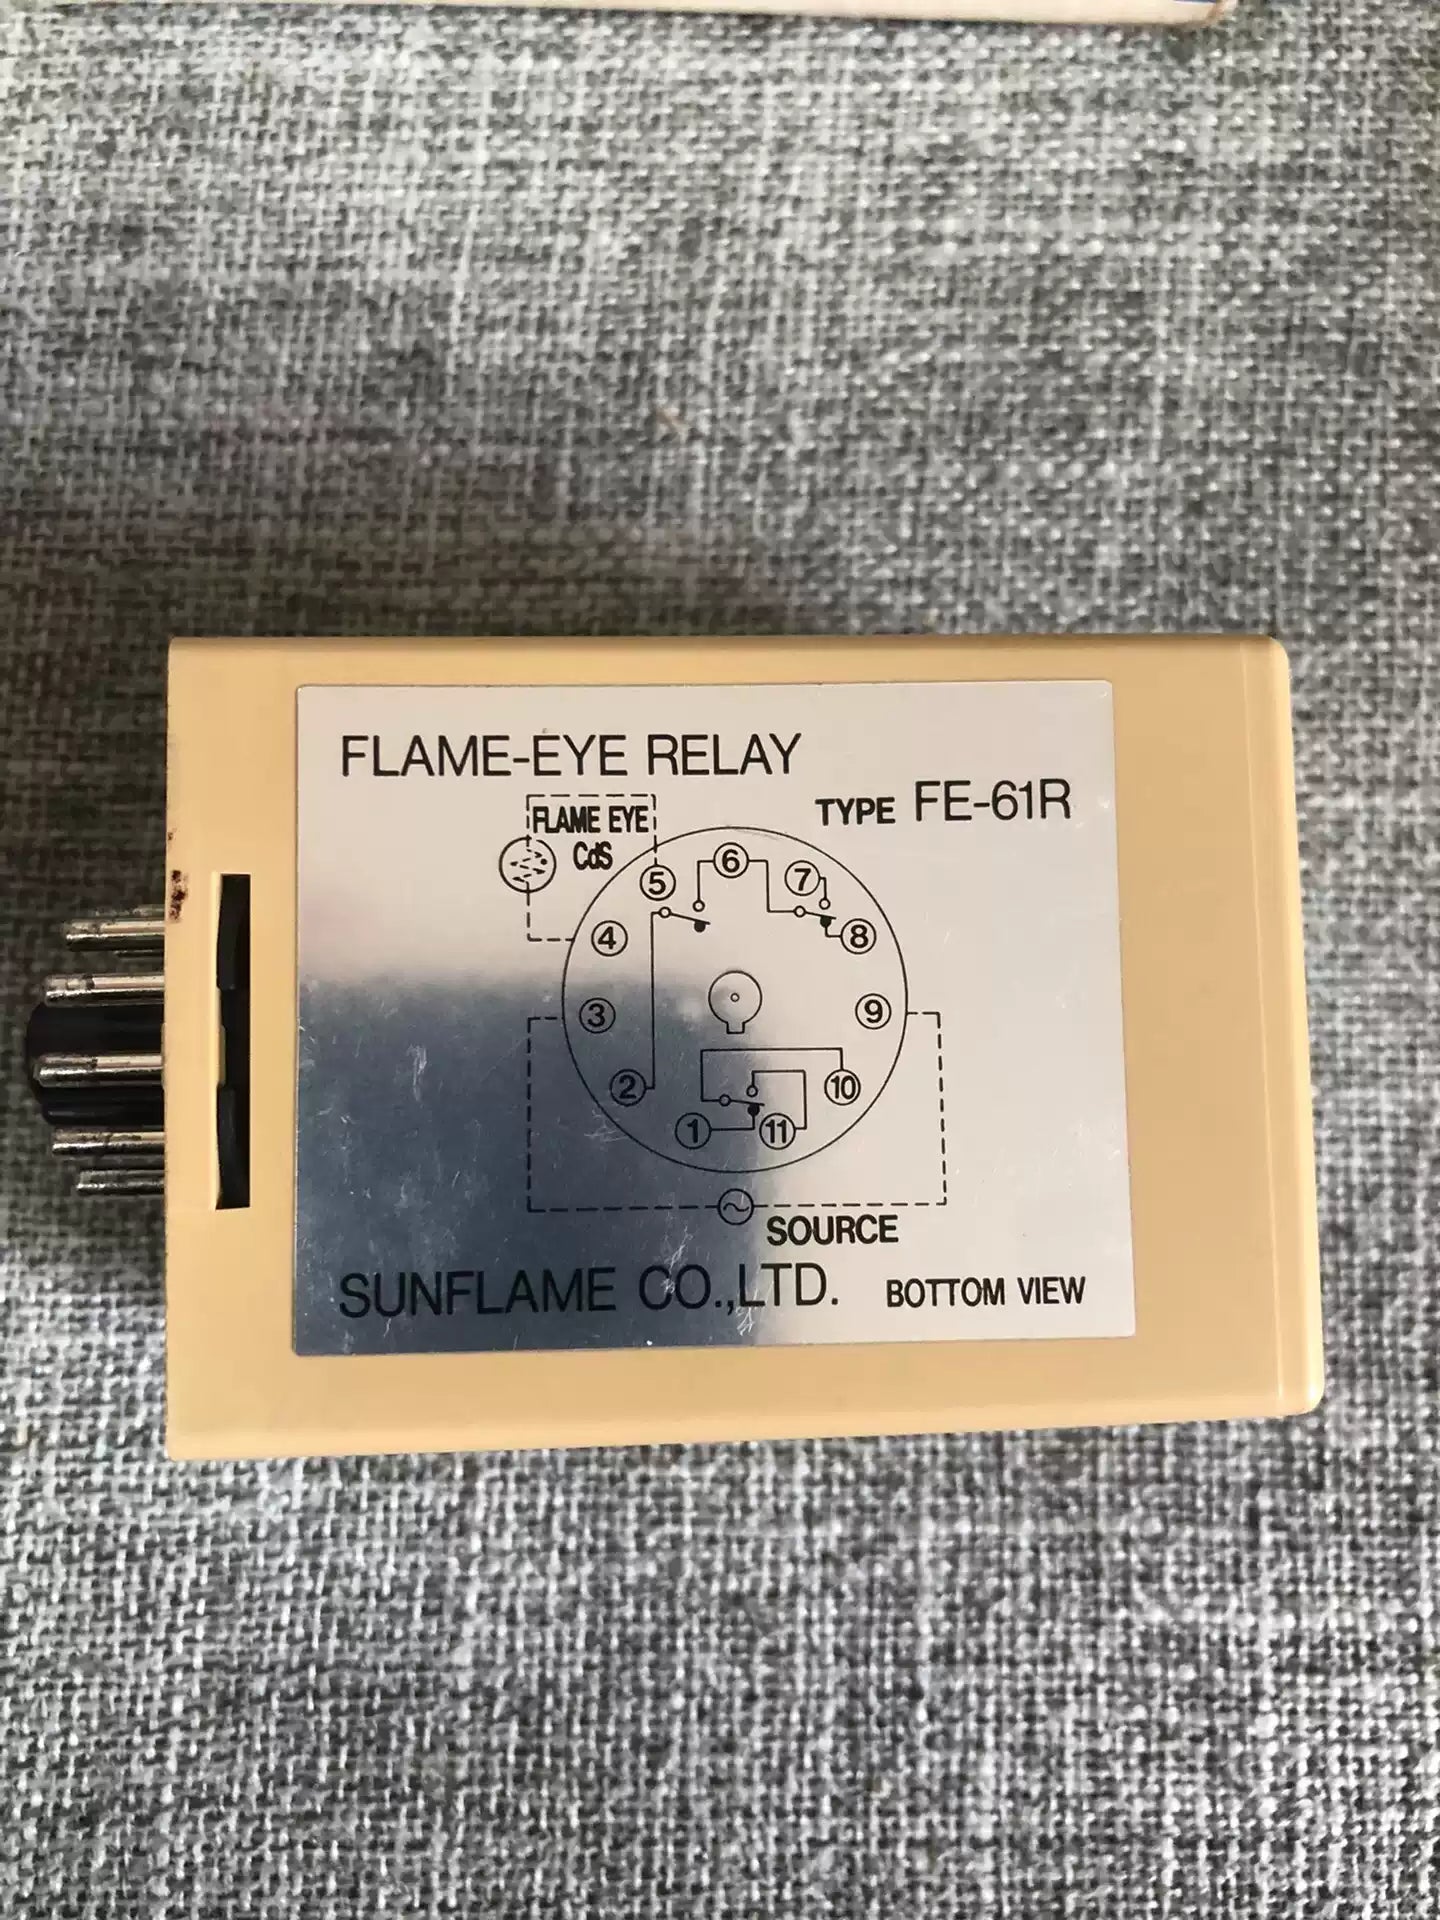 FLAME-EYE RELAY
TYPE FE-61R
FLAME EYE
CdS
6
7
5
8
4
9
3
10
2
1
11
SOURCE
SUNFLAME CO.,LTD.
BOTTOM VIEW